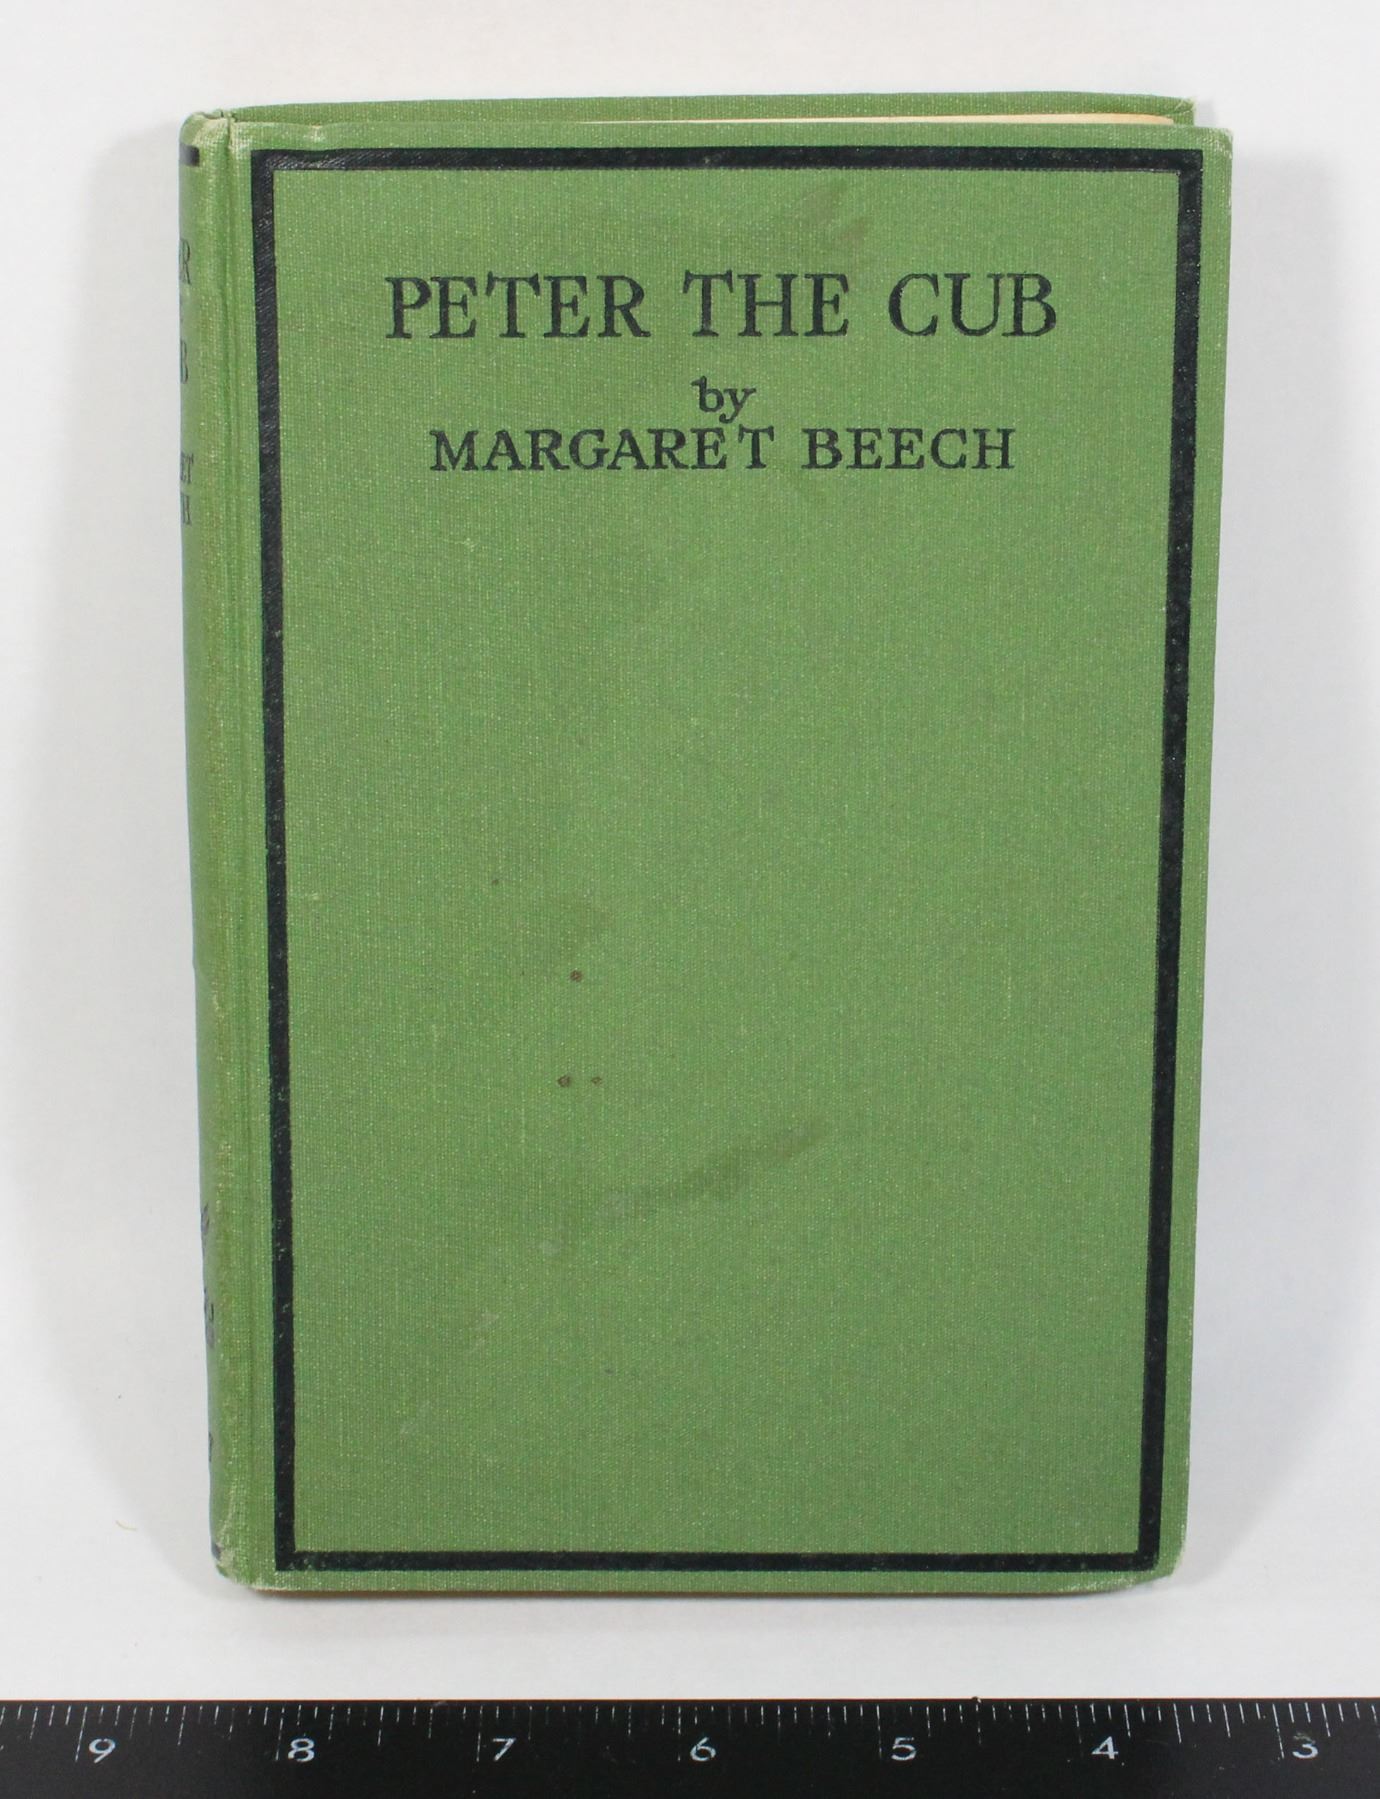 PETER THE CUB
by
MARGARET BEECH
9 8 7 6 5 4 3